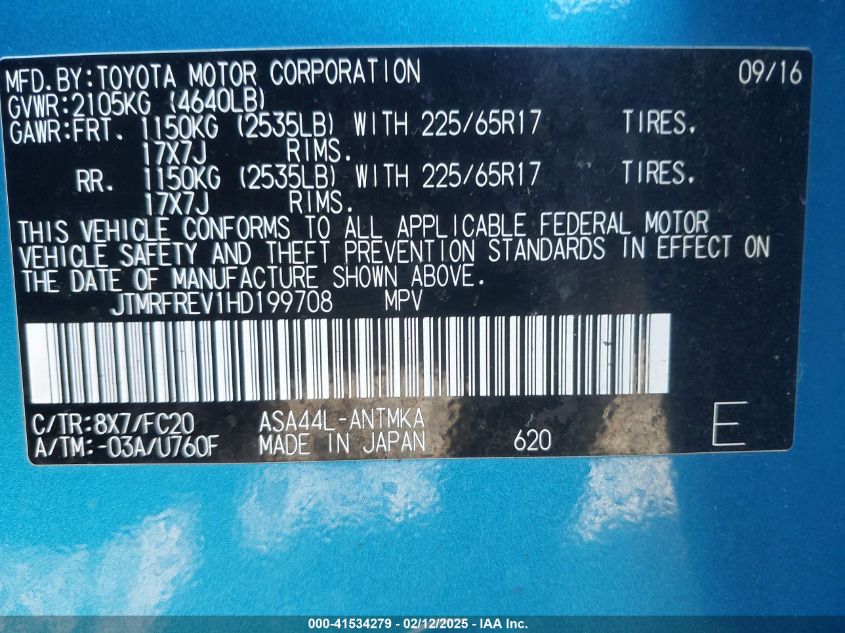 MFD.BY:TOYOTA MOTOR CORPORATION 09/16
GVWR:2105KG (4640LB)
GAWR:FRT. 1150KG (2535LB) WITH 225/65R17 TIRES.
17X7J RIMS.
RR. 1150KG (2535LB) WITH 225/65R17 TIRES.
17X7J RIMS.
THIS VEHICLE CONFORMS TO ALL APPLICABLE FEDERAL MOTOR
VEHICLE SAFETY AND THEFT PREVENTION STANDARDS IN EFFECT ON
THE DATE OF MANUFACTURE SHOWN ABOVE.
JTMRFREV1HD199708 MPV
C/TR:8X7/FC20 ASA44L-ANTMKA
A/TM:-03A/U760F MADE IN JAPAN 620 E
000-41534279 - 02/12/2025 - IAA Inc.